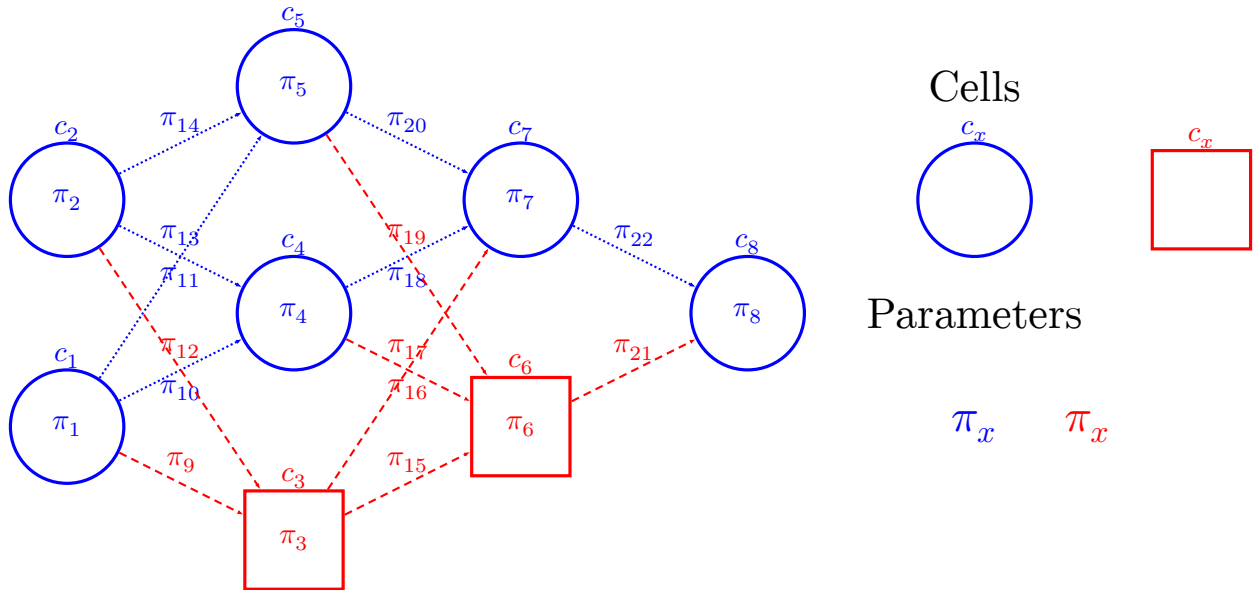 c₅
π₅
c₂
π₁₄
π₂₀
c₇
π₂
π₇
π₁₃
π₁₉
π₂₂
c₄
c₈
π₁₁
π₁₈
π₄
π₈
c₁
π₁₂
π₁₇
π₂₁
c₆
π₁₀
π₁₆
π₁
π₆
π₉
π₁₅
c₃
π₃
Cells
cₓ cₓ
Parameters
πₓ πₓ